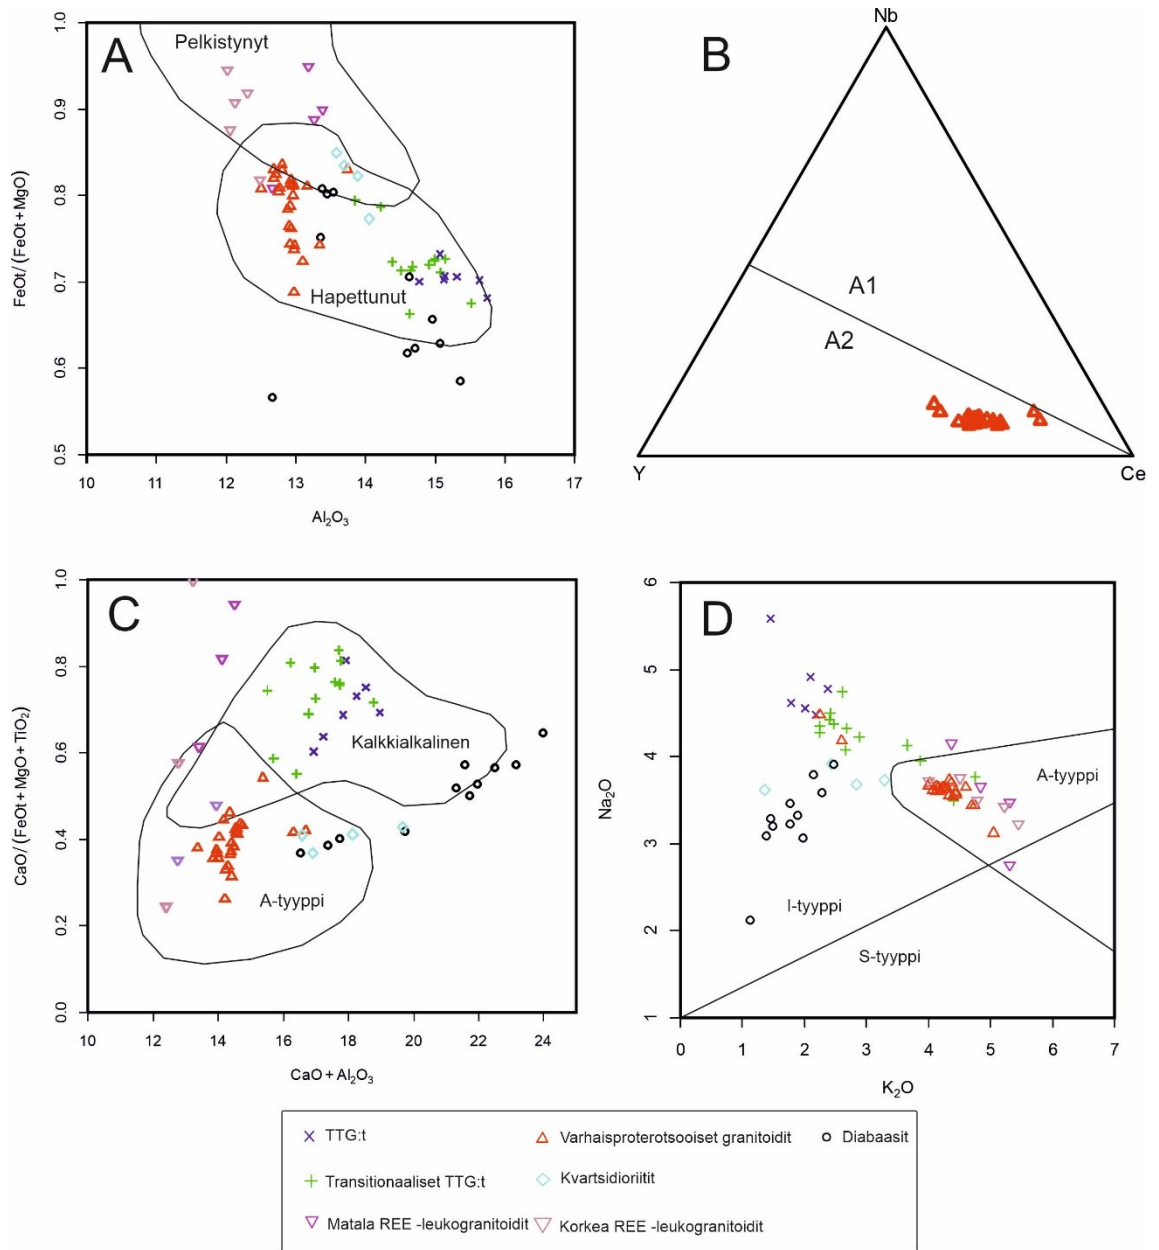 A
Pelkistynyt
Hapettunut
1.0
0.9
0.8
0.7
0.6
0.5
FeOt/(FeOt+MgO)
10 11 12 13 14 15 16 17
Al₂O₃
B
Nb
A1
A2
Y
Ce
C
Kalkkialkalinen
A-tyyppi
1.0
0.8
0.6
0.4
0.2
0.0
CaO/(FeOt+MgO+TiO₂)
10 12 14 16 18 20 22 24
CaO+Al₂O₃
D
A-tyyppi
I-tyyppi
S-tyyppi
6
5
4
3
2
1
Na₂O
0 1 2 3 4 5 6 7
K₂O
TTG:t
Varhaisproterotsooiset granitoidit
Diabaasit
Transitionaaliset TTG:t
Kvartsidioriitit
Matala REE -leukogranitoidit
Korkea REE -leukogranitoidit